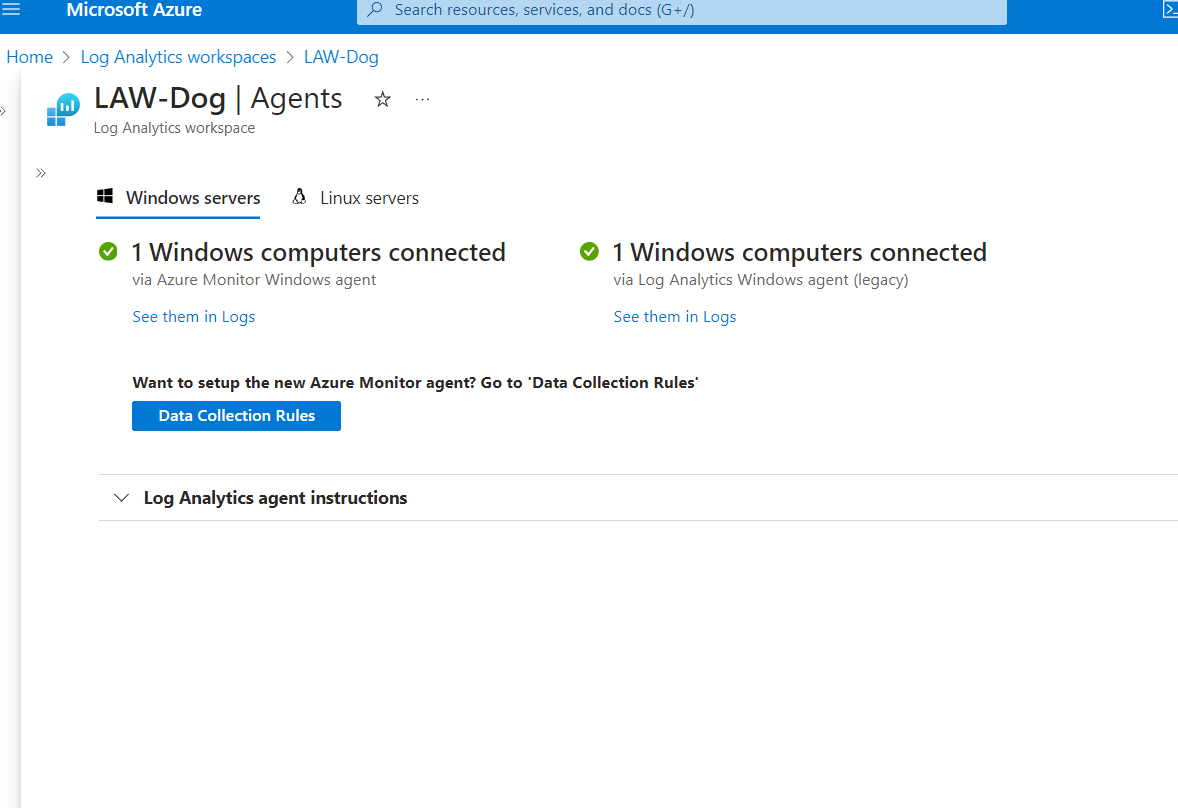 Microsoft Azure
Search resources, services, and docs (G+/)
Home > Log Analytics workspaces > LAW-Dog
LAW-Dog | Agents
Log Analytics workspace
Windows servers
Linux servers
1 Windows computers connected
via Azure Monitor Windows agent
See them in Logs
1 Windows computers connected
via Log Analytics Windows agent (legacy)
See them in Logs
Want to setup the new Azure Monitor agent? Go to 'Data Collection Rules'
Data Collection Rules
Log Analytics agent instructions